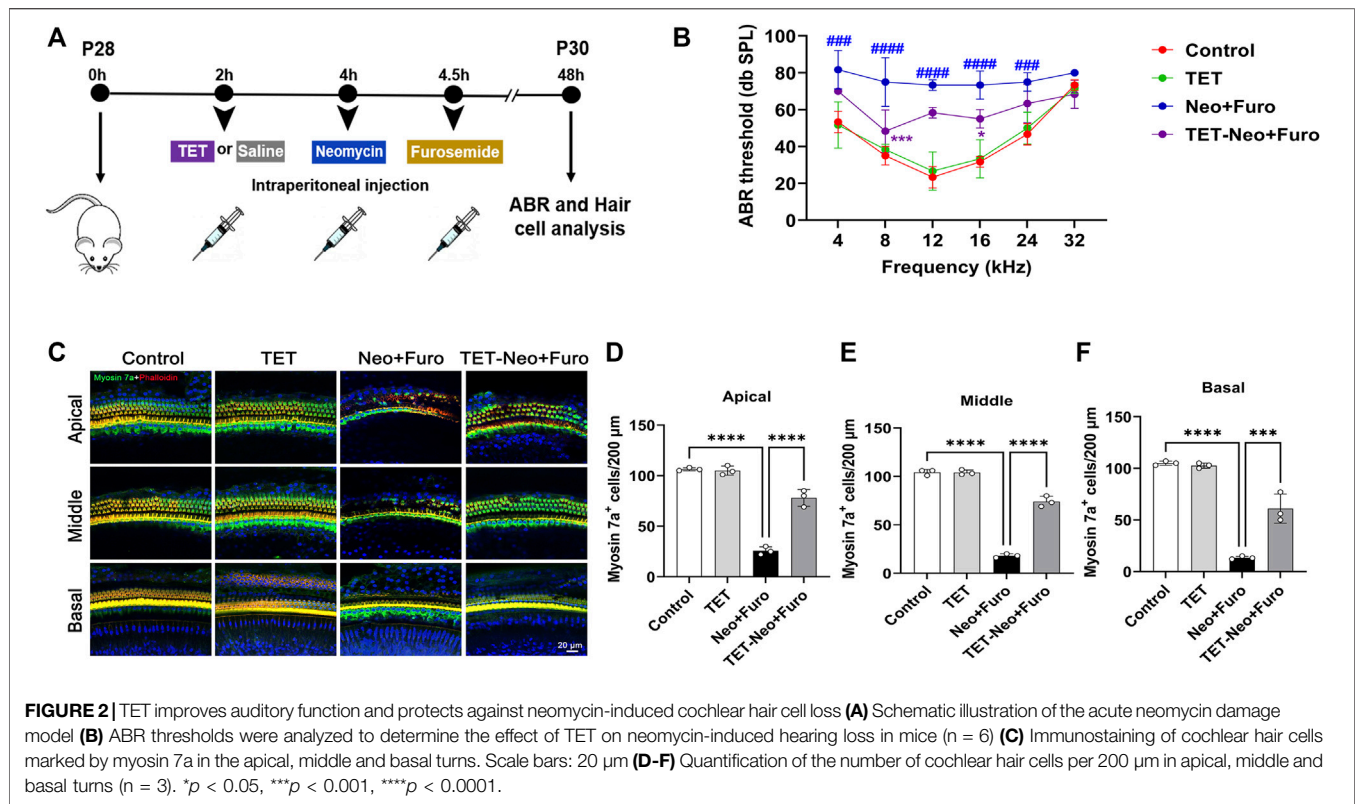 A
P28
P30
0h
2h
4h
4.5h
48h
TET or Saline
Neomycin
Furosemide
Intraperitoneal injection
ABR and Hair
cell analysis
B
ABR threshold (db SPL)
100
80
60
40
20
0
###
####
####
####
###
***
*
4
8
12
16
24
32
Frequency (kHz)
Control
TET
Neo+Furo
TET-Neo+Furo
C
Control
TET
Neo+Furo
TET-Neo+Furo
Myosin 7a+Phalloidin
Apical
Middle
Basal
20 μm
D
Apical
Myosin 7a+ cells/200 μm
150
100
50
0
****
****
Control
TET
Neo+Furo
TET-Neo+Furo
E
Middle
Myosin 7a+ cells/200 μm
150
100
50
0
****
****
Control
TET
Neo+Furo
TET-Neo+Furo
F
Basal
Myosin 7a+ cells/200 μm
150
100
50
0
****
***
Control
TET
Neo+Furo
TET-Neo+Furo
FIGURE 2 | TET improves auditory function and protects against neomycin-induced cochlear hair cell loss (A) Schematic illustration of the acute neomycin damage
model (B) ABR thresholds were analyzed to determine the effect of TET on neomycin-induced hearing loss in mice (n = 6) (C) Immunostaining of cochlear hair cells
marked by myosin 7a in the apical, middle and basal turns. Scale bars: 20 μm (D-F) Quantification of the number of cochlear hair cells per 200 μm in apical, middle and
basal turns (n = 3). *p < 0.05, ***p < 0.001, ****p < 0.0001.